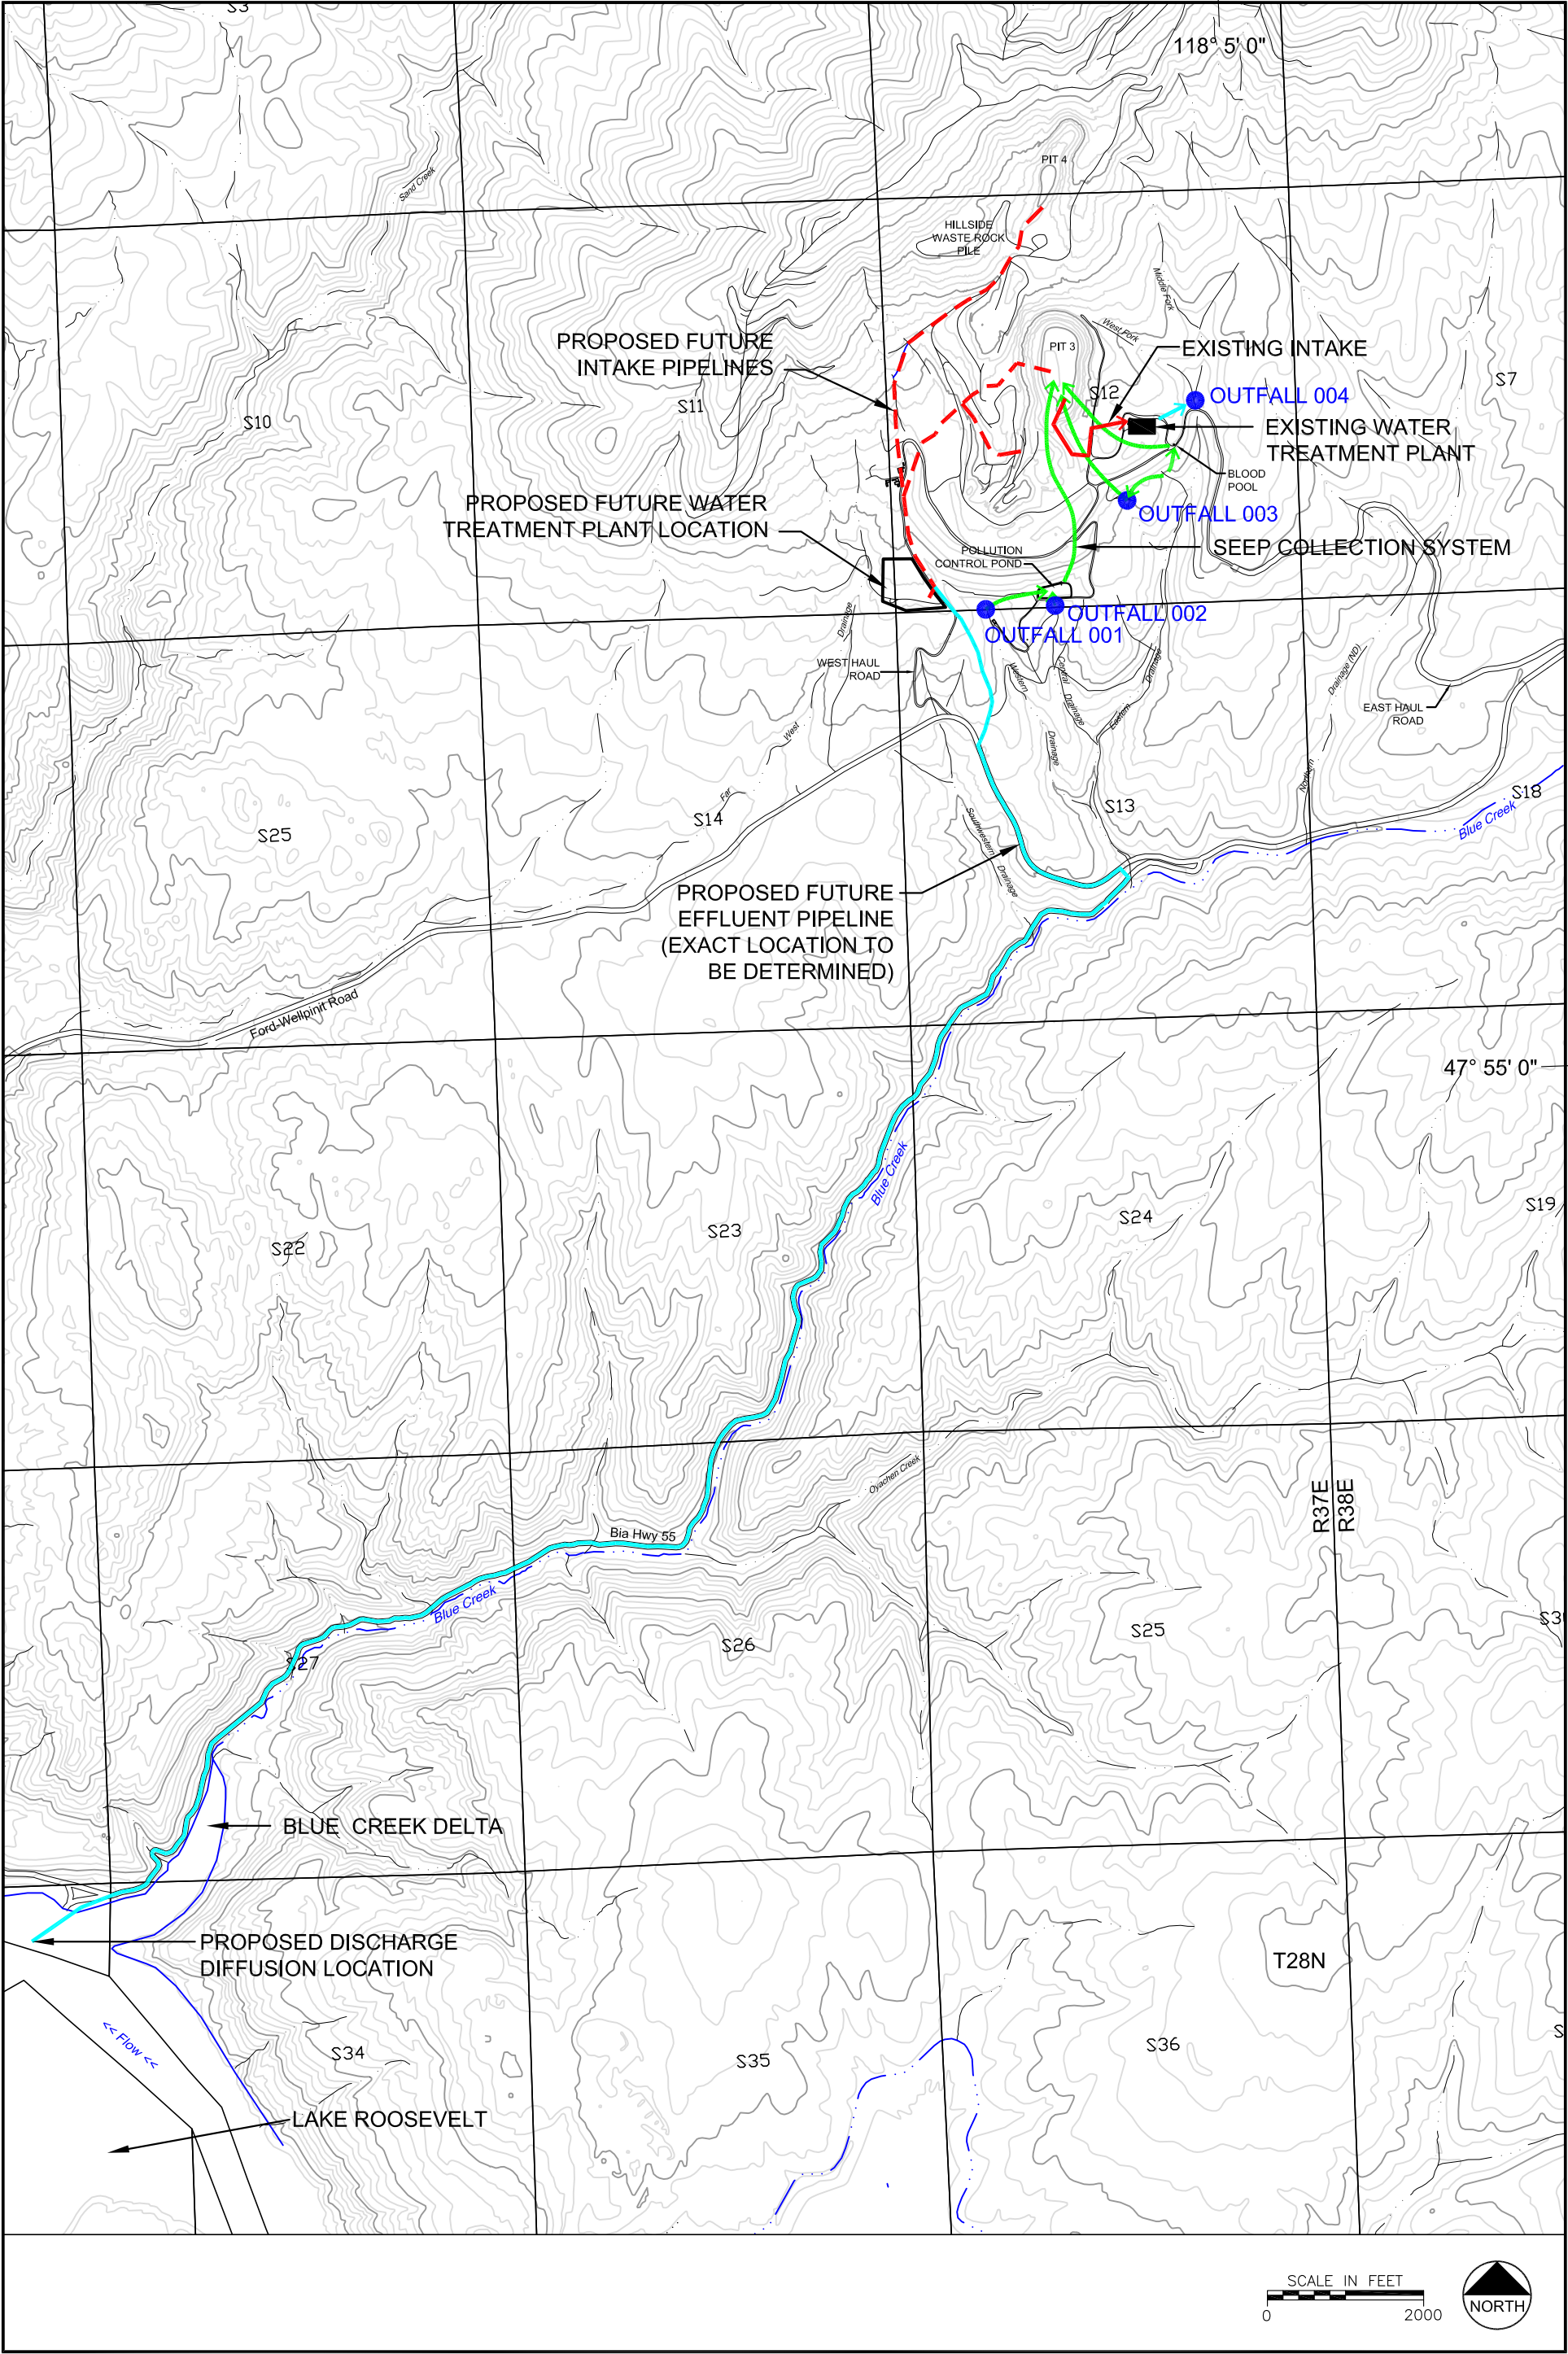 S3
118° 5' 0"
Sand Creek
PIT 4
HILLSIDE
WASTE ROCK
PILE
Middle Fork
West Fork
PIT 3
PROPOSED FUTURE
INTAKE PIPELINES
EXISTING INTAKE
S7
S12
S11
S10
OUTFALL 004
EXISTING WATER
TREATMENT PLANT
BLOOD
POOL
PROPOSED FUTURE WATER
TREATMENT PLANT LOCATION
OUTFALL 003
SEEP COLLECTION SYSTEM
POLLUTION
CONTROL POND
OUTFALL 002
OUTFALL 001
Drainage
WEST HAUL
ROAD
Western
Drainage
Central
Drainage
Eastern
Drainage
Drainage (ND)
Northern
EAST HAUL
ROAD
West
Far
S18
Blue Creek
S13
S14
S25
Southwestern
Drainage
PROPOSED FUTURE
EFFLUENT PIPELINE
(EXACT LOCATION TO
BE DETERMINED)
Ford-Wellpinit Road
47° 55' 0"
Blue Creek
S19
S24
S23
S22
Oyachen Creek
R37E
R38E
Bia Hwy 55
Blue Creek
S25
S26
S27
S3
BLUE CREEK DELTA
PROPOSED DISCHARGE
DIFFUSION LOCATION
T28N
<< Flow <<
S34
S35
S36
S
LAKE ROOSEVELT
SCALE IN FEET
0 2000
NORTH